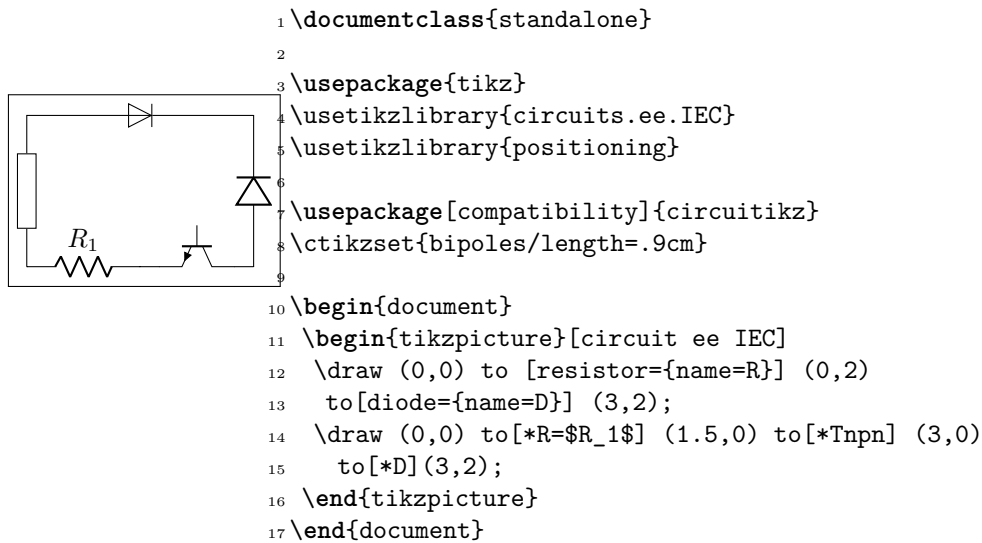 1 \documentclass{standalone}
2
3 \usepackage{tikz}
4 \usetikzlibrary{circuits.ee.IEC}
5 \usetikzlibrary{positioning}
6
7 \usepackage[compatibility]{circuitikz}
8 \ctikzset{bipoles/length=.9cm}
9
10 \begin{document}
11 \begin{tikzpicture}[circuit ee IEC]
12 \draw (0,0) to [resistor={name=R}] (0,2)
13 to[diode={name=D}] (3,2);
14 \draw (0,0) to[*R=$R_1$] (1.5,0) to[*Tnpn] (3,0)
15 to[*D](3,2);
16 \end{tikzpicture}
17 \end{document}
R₁